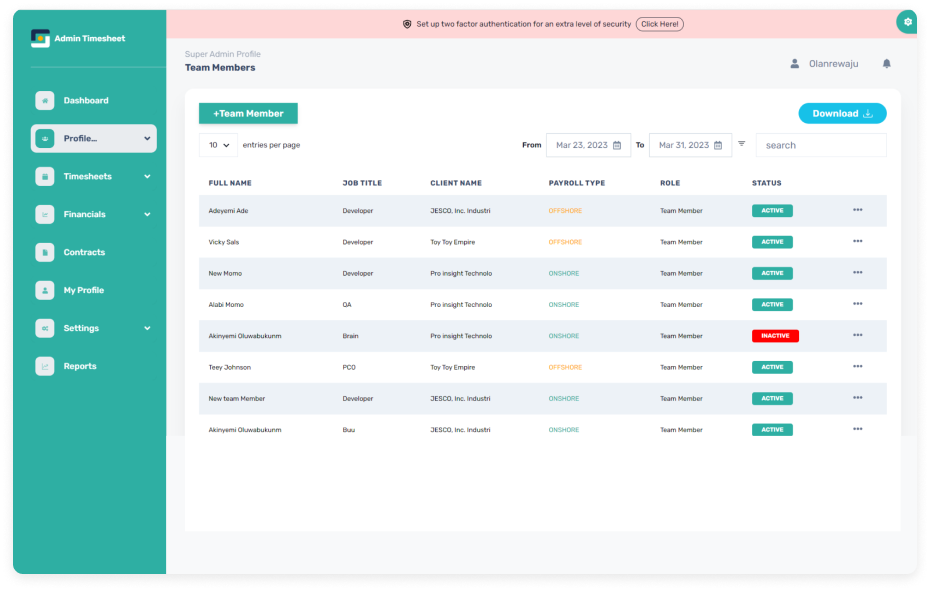 Set up two factor authentication for an extra level of security Click Here!
Admin Timesheet
Super Admin Profile
Team Members
Olanrewaju
Dashboard
Profile...
Timesheets
Financials
Contracts
My Profile
Settings
Reports
+Team Member
Download
10 entries per page
From Mar 23, 2023 To Mar 31, 2023 search
FULL NAME JOB TITLE CLIENT NAME PAYROLL TYPE ROLE STATUS
Adeyemi Ade Developer JESCO, Inc. Industri OFFSHORE Team Member ACTIVE
Vicky Sals Developer Toy Toy Empire OFFSHORE Team Member ACTIVE
New Momo Developer Pro insight Technolo ONSHORE Team Member ACTIVE
Alabi Momo QA Pro insight Technolo ONSHORE Team Member ACTIVE
Akinyemi Oluwabukunm Brain Pro insight Technolo ONSHORE Team Member INACTIVE
Teey Johnson PCO Toy Toy Empire OFFSHORE Team Member ACTIVE
New team Member Developer JESCO, Inc. Industri ONSHORE Team Member ACTIVE
Akinyemi Oluwabukunm Buu JESCO, Inc. Industri ONSHORE Team Member ACTIVE